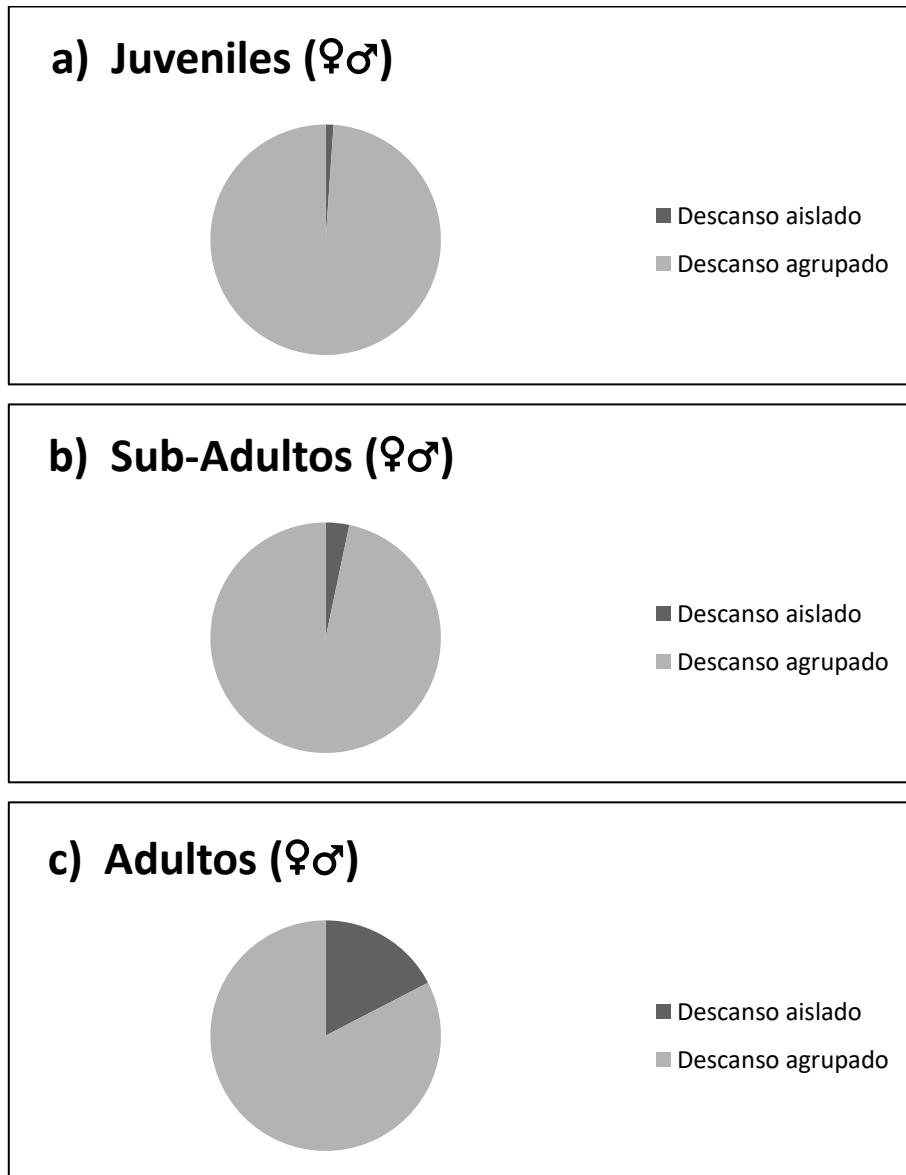 a) Juveniles (♀♂)
Descanso aislado
Descanso agrupado
b) Sub-Adultos (♀♂)
Descanso aislado
Descanso agrupado
c) Adultos (♀♂)
Descanso aislado
Descanso agrupado